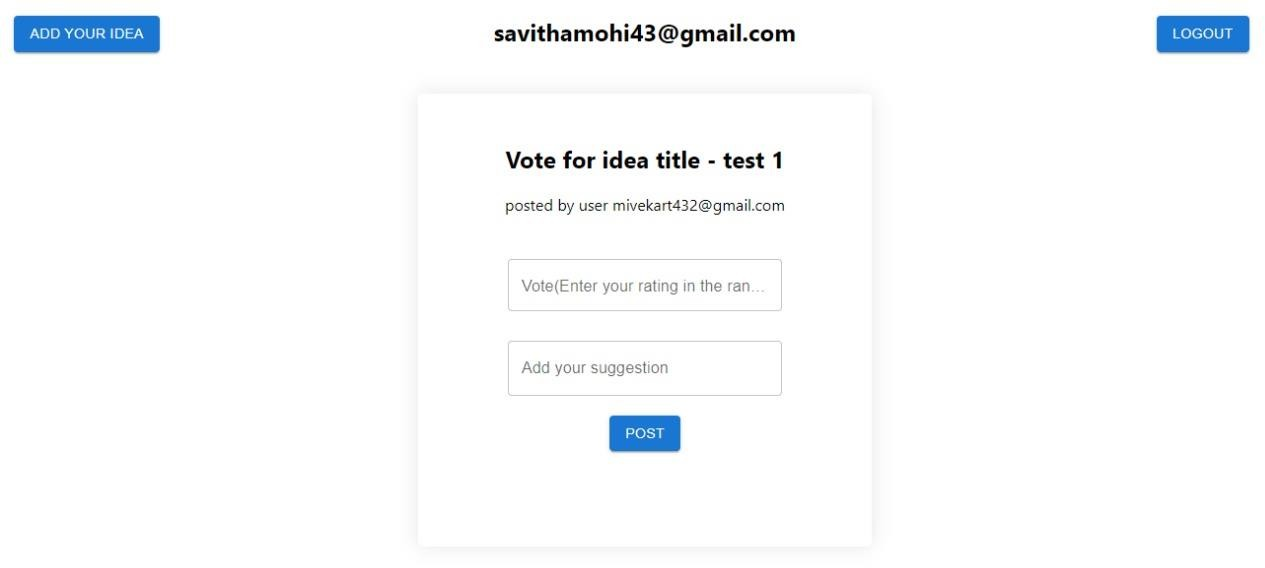 ADD YOUR IDEA
savithamohi43@gmail.com
LOGOUT
Vote for idea title - test 1
posted by user mivekart432@gmail.com
Vote(Enter your rating in the ran...
Add your suggestion
POST